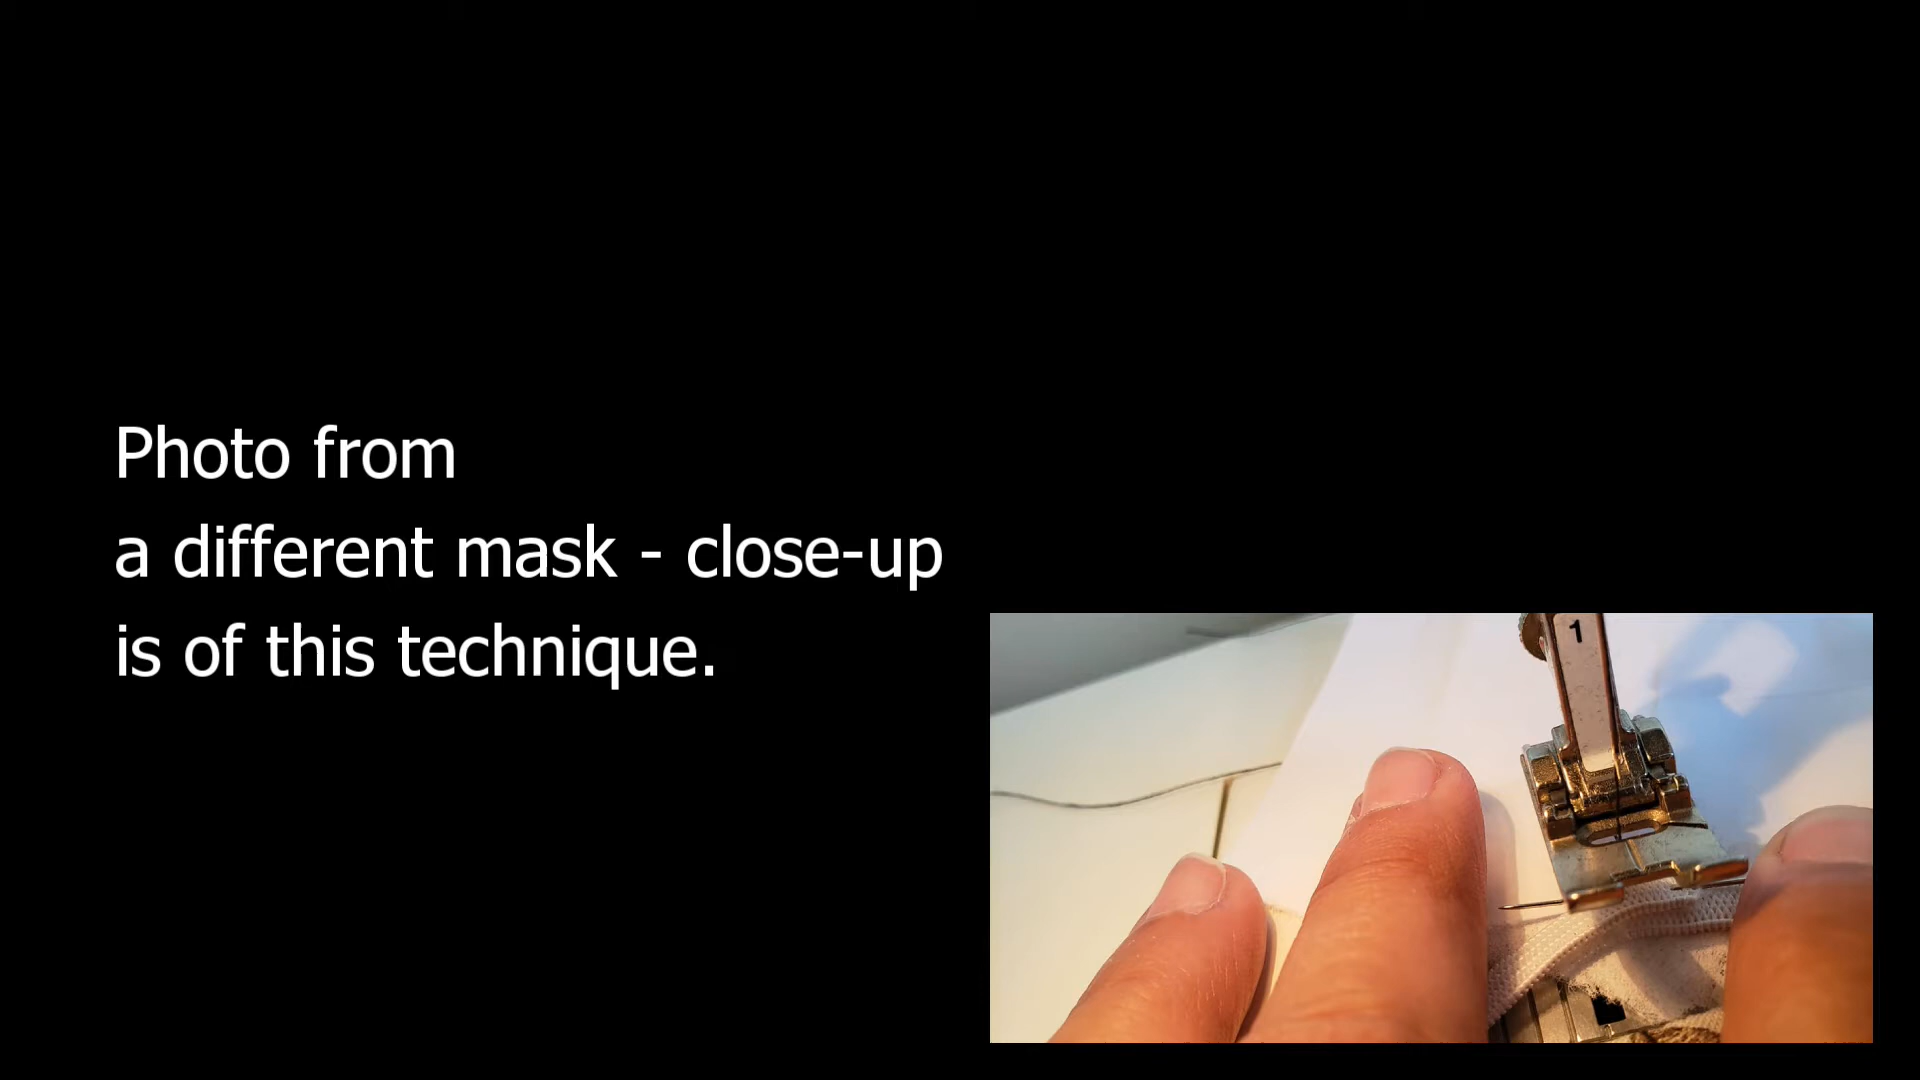 Photo from
a different mask - close-up
is of this technique.
1